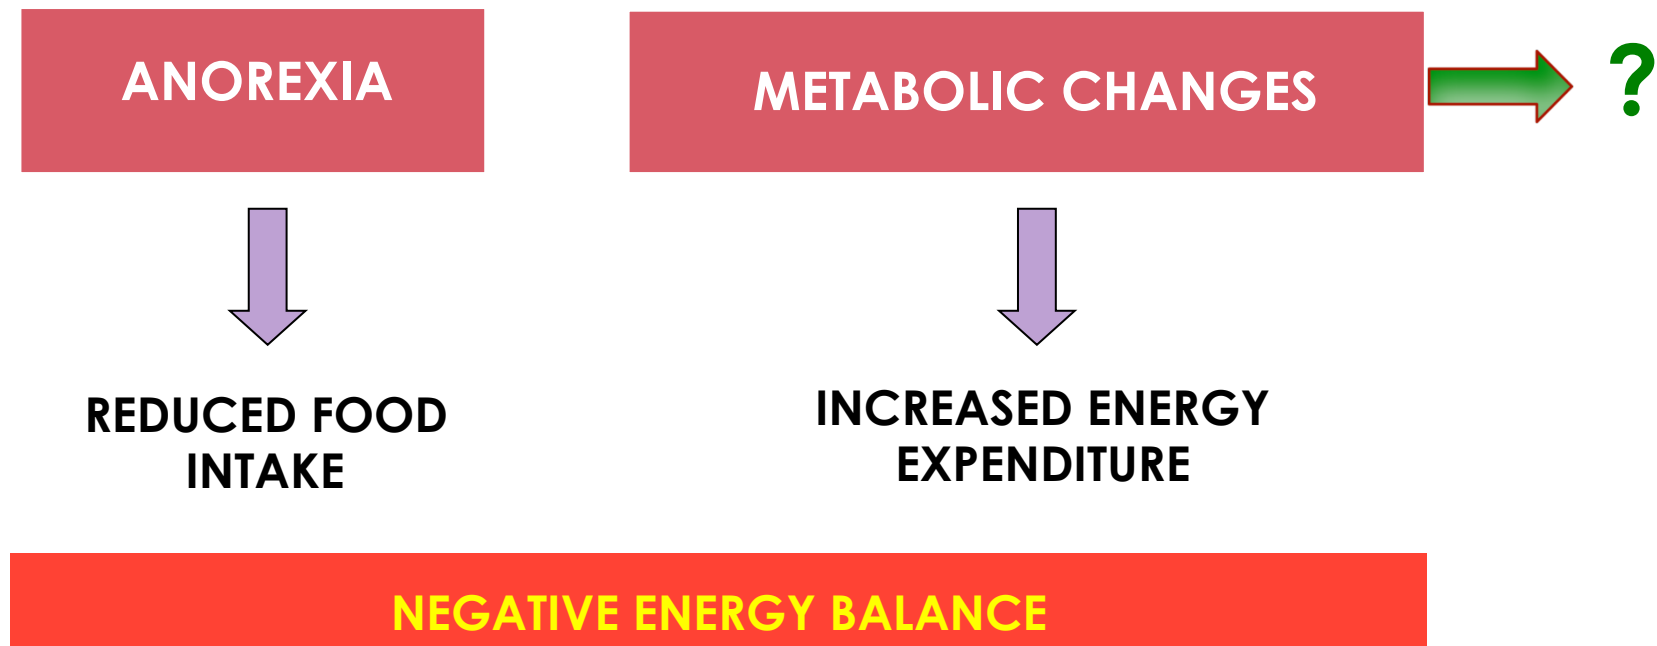 ANOREXIA
METABOLIC CHANGES
?
REDUCED FOOD
INTAKE
INCREASED ENERGY
EXPENDITURE
NEGATIVE ENERGY BALANCE